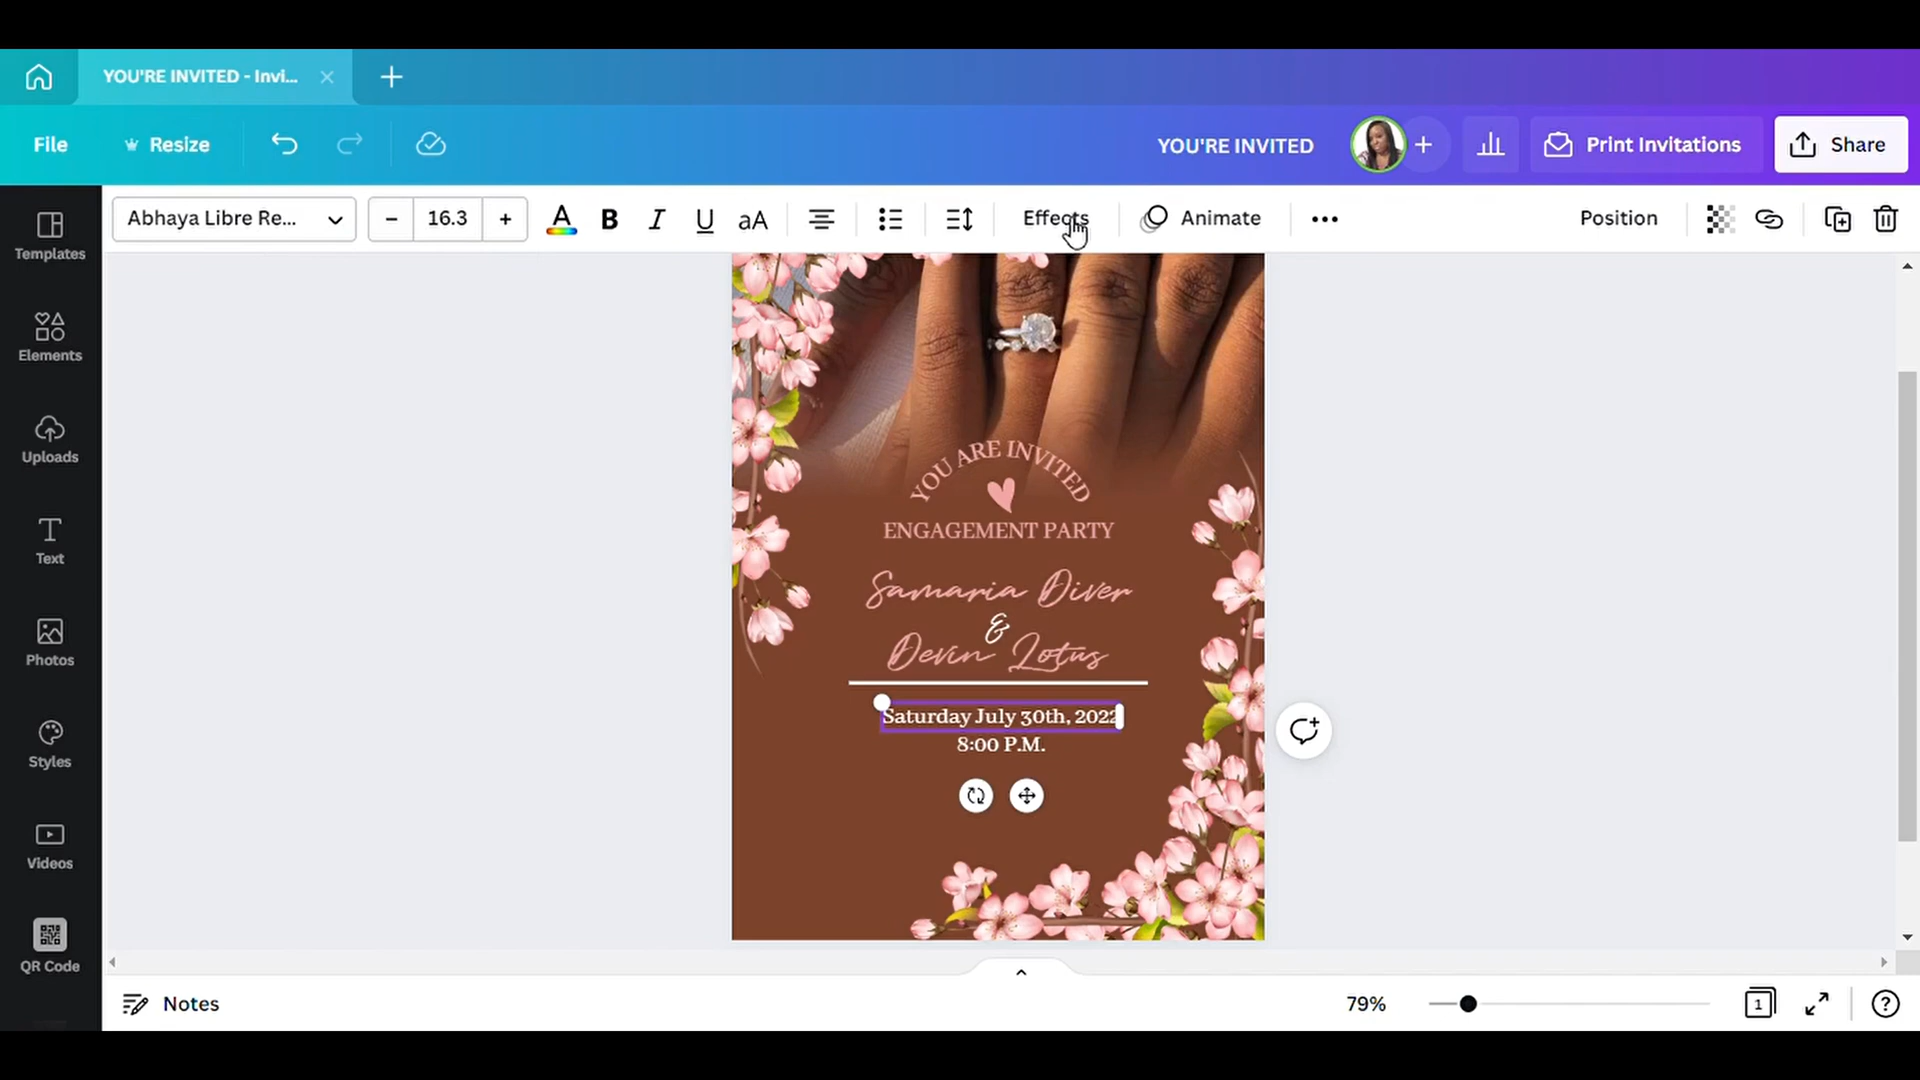 YOU'RE INVITED - Invi...
File
Resize
YOU'RE INVITED
Print Invitations
Share
Abhaya Libre Re...
16.3
A
B
I
U
aA
Effects
Animate
Position
Templates
Elements
Uploads
Text
Photos
Styles
Videos
QR Code
YOU ARE INVITED
ENGAGEMENT PARTY
Samaria Diver
&
Devin Lotus
Saturday July 30th, 2022
8:00 P.M.
Notes
79%
1